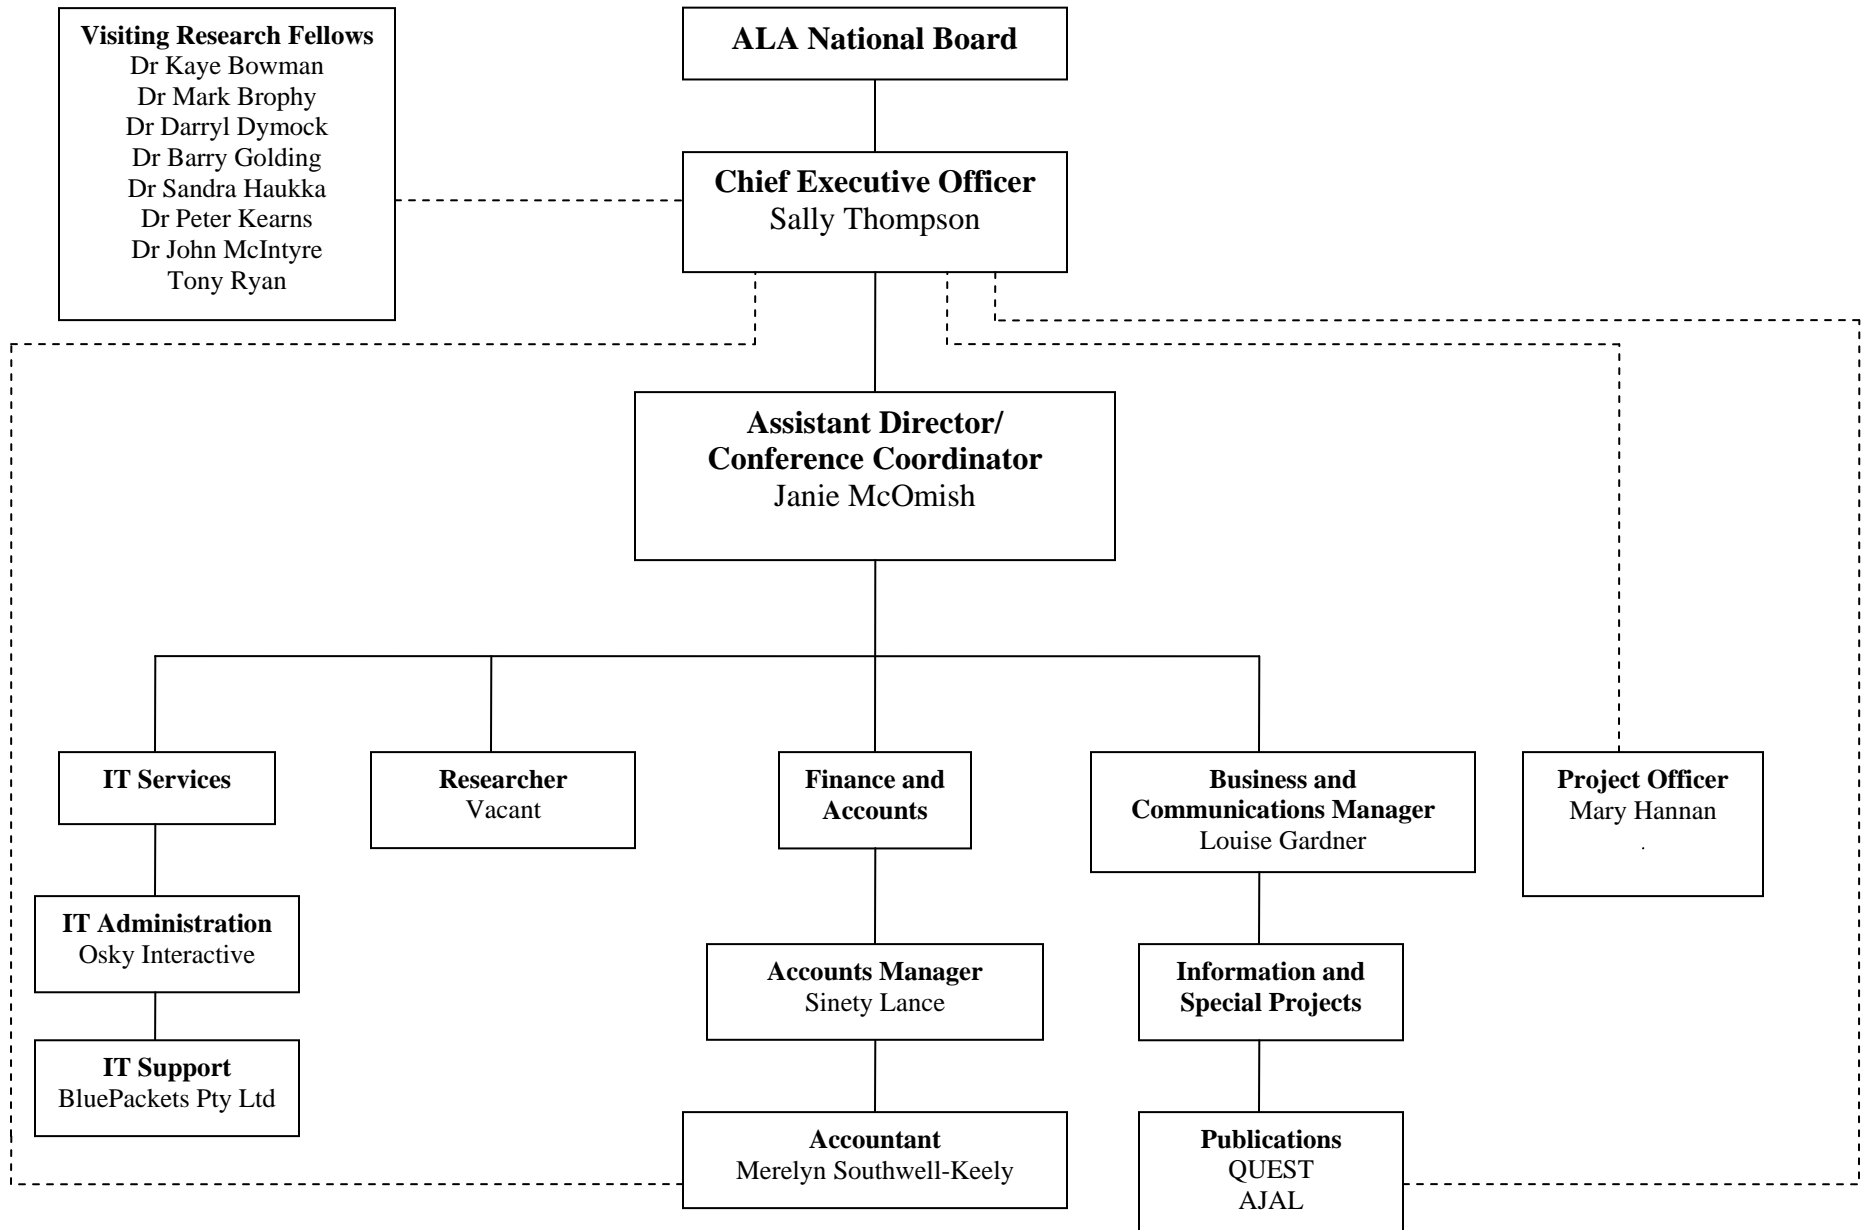 Visiting Research Fellows
Dr Kaye Bowman
Dr Mark Brophy
Dr Darryl Dymock
Dr Barry Golding
Dr Sandra Haukka
Dr Peter Kearns
Dr John McIntyre
Tony Ryan
ALA National Board
Chief Executive Officer
Sally Thompson
Assistant Director/
Conference Coordinator
Janie McOmish
IT Services
IT Administration
Osky Interactive
IT Support
BluePackets Pty Ltd
Researcher
Vacant
Finance and
Accounts
Accounts Manager
Sinety Lance
Accountant
Merelyn Southwell-Keely
Business and
Communications Manager
Louise Gardner
Information and
Special Projects
Publications
QUEST
AJAL
Project Officer
Mary Hannan
.